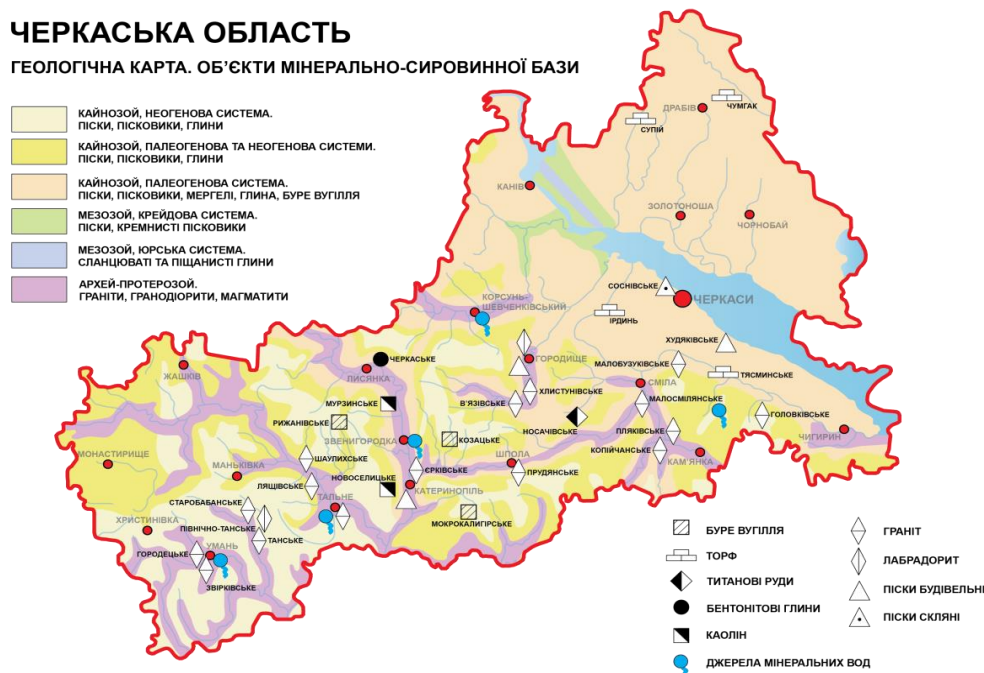 ЧЕРКАСЬКА ОБЛАСТЬ
ГЕОЛОГІЧНА КАРТА. ОБ'ЄКТИ МІНЕРАЛЬНО-СИРОВИННОЇ БАЗИ
КАЙНОЗОЙ, НЕОГЕНОВА СИСТЕМА.
ПІСКИ, ПІСКОВИКИ, ГЛИНИ
КАЙНОЗОЙ, ПАЛЕОГЕНОВА ТА НЕОГЕНОВА СИСТЕМИ.
ПІСКИ, ПІСКОВИКИ, ГЛИНИ
КАЙНОЗОЙ, ПАЛЕОГЕНОВА СИСТЕМА.
ПІСКИ, ПІСКОВИКИ, МЕРГЕЛІ, ГЛИНА, БУРЕ ВУГІЛЛЯ
МЕЗОЗОЙ, КРЕЙДОВА СИСТЕМА.
ПІСКИ, КРЕМНИСТІ ПІСКОВИКИ
МЕЗОЗОЙ, ЮРСЬКА СИСТЕМА.
СЛАНЦЮВАТІ ТА ПІЩАНИСТІ ГЛИНИ
АРХЕЙ-ПРОТЕРОЗОЙ.
ГРАНІТИ, ГРАНОДІОРИТИ, МАГМАТИТИ
ДРАБІВ
ЧУМГАК
СУПІЙ
КАНІВ
ЗОЛОТОНОША
ЧОРНОБАЙ
СОСНІВСЬКЕ
ЧЕРКАСИ
КОРСУНЬ-
ШЕВЧЕНКІВСЬКИЙ
ІРДИНЬ
ХУДЯКІВСЬКЕ
ЧЕРКАСЬКЕ
ГОРОДИЩЕ
МАЛОБУЗУКІВСЬКЕ
ТЯСМИНСЬКЕ
ЖАШКІВ
ЛИСЯНКА
СМІЛА
ХЛИСТУНІВСЬКЕ
МУРЗИНСЬКЕ
В'ЯЗІВСЬКЕ
МАЛОСМІЛЯНСЬКЕ
ГОЛОВКІВСЬКЕ
РИЖАНІВСЬКЕ
НОСАЧІВСЬКЕ
ПЛЯКІВСЬКЕ
ЧИГИРИН
ЗВЕНИГОРОДКА
КОЗАЦЬКЕ
КОПІЙЧАНСЬКЕ
МОНАСТИРИЩЕ
ШАУЛИХСЬКЕ
ШПОЛА
КАМ'ЯНКА
МАНЬКІВКА
ЄРКІВСЬКЕ
ПРУДЯНСЬКЕ
НОВОСЕЛИЦЬКЕ
ЛЯЩІВСЬКЕ
КАТЕРИНОПІЛЬ
СТАРОБАБАНСЬКЕ
ТАЛЬНЕ
МОКРОКАЛИГІРСЬКЕ
ХРИСТИНІВКА
ПІВНІЧНО-ТАНСЬКЕ
ТАНСЬКЕ
УМАНЬ
ГОРОДЕЦЬКЕ
ЗВІРКІВСЬКЕ
БУРЕ ВУГІЛЛЯ
ТОРФ
ТИТАНОВІ РУДИ
БЕНТОНІТОВІ ГЛИНИ
КАОЛІН
ДЖЕРЕЛА МІНЕРАЛЬНИХ ВОД
ГРАНІТ
ЛАБРАДОРИТ
ПІСКИ БУДІВЕЛЬНІ
ПІСКИ СКЛЯНІ